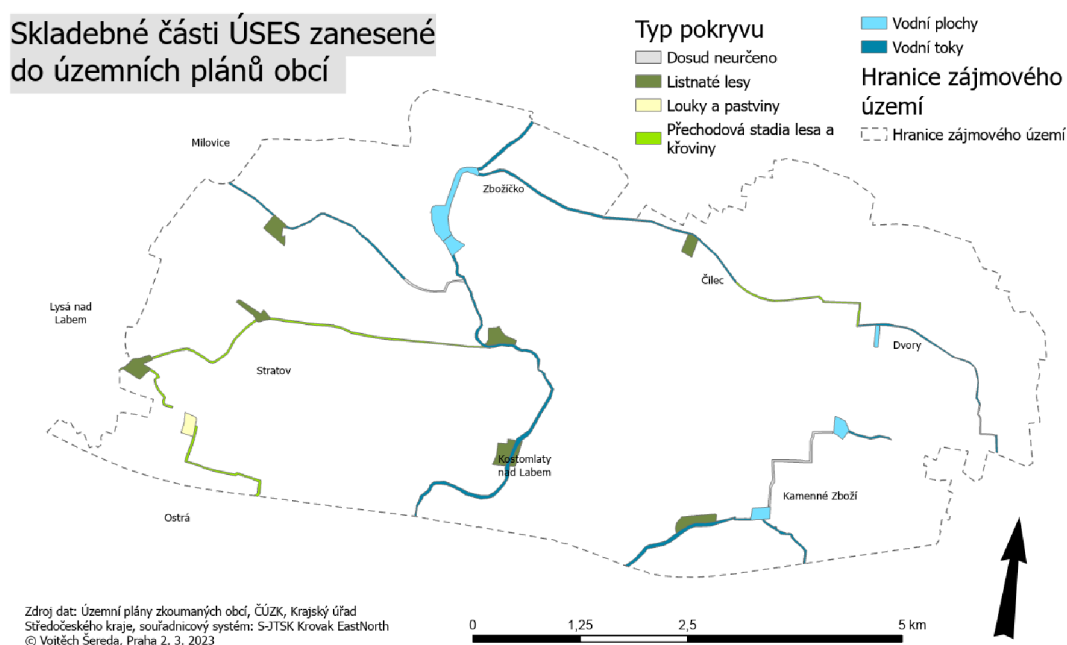 Skladebné části ÚSES zanesené
do územních plánů obcí
Typ pokryvu
Dosud neurčeno
Listnaté lesy
Louky a pastviny
Přechodová stadia lesa a
křoviny
Vodní plochy
Vodní toky
Hranice zájmového
území
Hranice zájmového území
Milovice
Zbožíčko
Čilec
Lysá nad
Labem
Dvory
Stratov
Kostomlaty
nad Labem
Kamenné Zboží
Ostrá
Zdroj dat: Územní plány zkoumaných obcí, ČÚZK, Krajský úřad
Středočeského kraje, souřadnicový systém: S-JTSK Krovak EastNorth
© Vojtěch Šereda, Praha 2. 3. 2023
0 1,25 2,5 5 km